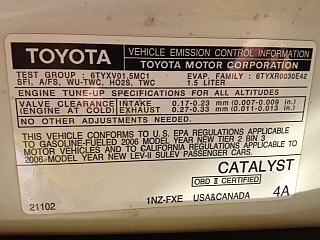 TOYOTA
VEHICLE EMISSION CONTROL INFORMATION
TOYOTA MOTOR CORPORATION
TEST GROUP : 6TYXV01.5MC1 EVAP. FAMILY : 6TYXR0030E42
SFI, A/FS, WU-TWC, HO2S, TWC 1.5 LITER
ENGINE TUNE-UP SPECIFICATIONS FOR ALL ALTITUDES
VALVE CLEARANCE INTAKE 0.17-0.23 mm (0.007-0.009 in.)
(ENGINE AT COLD) EXHAUST 0.27-0.33 mm (0.011-0.013 in.)
NO OTHER ADJUSTMENTS NEEDED.
THIS VEHICLE CONFORMS TO U.S. EPA REGULATIONS APPLICABLE
TO GASOLINE-FUELED 2006 MODEL YEAR NEW TIER 2 BIN 3
MOTOR VEHICLES AND TO CALIFORNIA REGULATIONS APPLICABLE TO
2006 MODEL YEAR NEW LEV-II SULEV PASSENGER CARS.
CATALYST
OBD II CERTIFIED
21102 1NZ-FXE USA&CANADA 4A